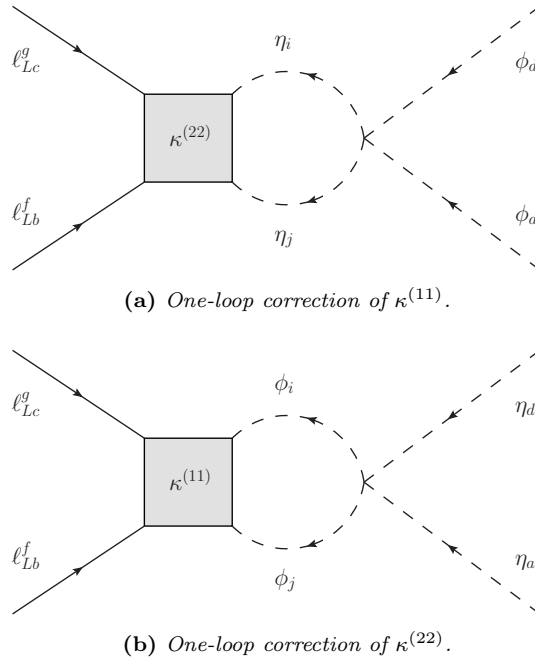 η_i
ℓ^g_{Lc} ϕ_d
κ^{(22)}
ℓ^f_{Lb} ϕ_a
η_j
(a) One-loop correction of κ^{(11)}.
ϕ_i
ℓ^g_{Lc} η_d
κ^{(11)}
ℓ^f_{Lb} η_a
ϕ_j
(b) One-loop correction of κ^{(22)}.